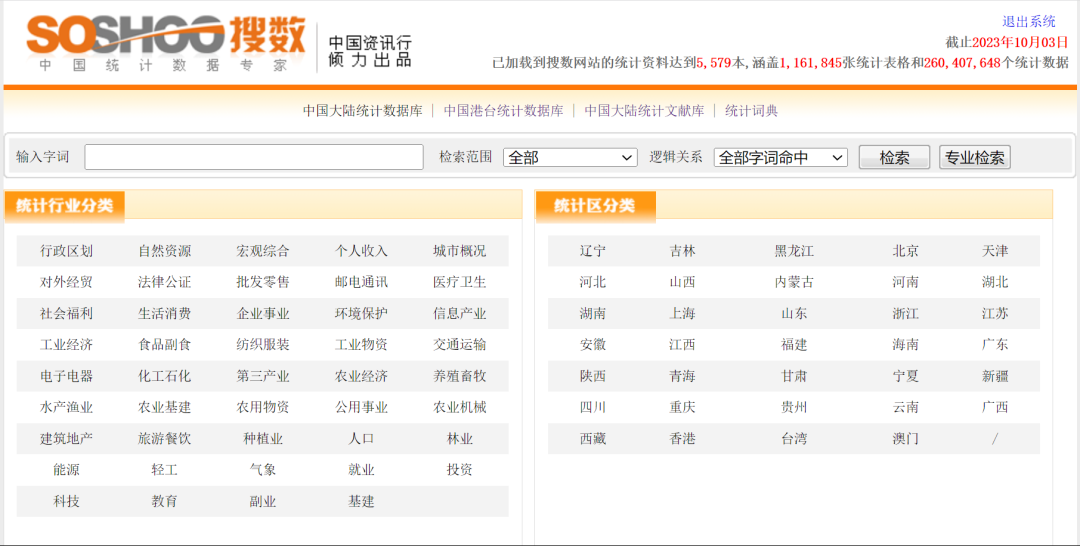 SOSHOO 搜数
中国统计数据专家
中国资讯行
倾力出品
退出系统
截止2023年10月03日
已加载到搜数网站的统计资料达到5,579本,涵盖1,161,845张统计表格和260,407,648个统计数据
中国大陆统计数据库 | 中国港台统计数据库 | 中国大陆统计文献库 | 统计词典
输入字词 检索范围 全部 逻辑关系 全部字词命中 检索 专业检索
统计行业分类
行政区划 自然资源 宏观综合 个人收入 城市概况
对外经贸 法律公证 批发零售 邮电通讯 医疗卫生
社会福利 生活消费 企业事业 环境保护 信息产业
工业经济 食品副食 纺织服装 工业物资 交通运输
电子电器 化工石化 第三产业 农业经济 养殖畜牧
水产渔业 农业基建 农用物资 公用事业 农业机械
建筑地产 旅游餐饮 种植业 人口 林业
能源 轻工 气象 就业 投资
科技 教育 副业 基建
统计区分类
辽宁 吉林 黑龙江 北京 天津
河北 山西 内蒙古 河南 湖北
湖南 上海 山东 浙江 江苏
安徽 江西 福建 海南 广东
陕西 青海 甘肃 宁夏 新疆
四川 重庆 贵州 云南 广西
西藏 香港 台湾 澳门 /